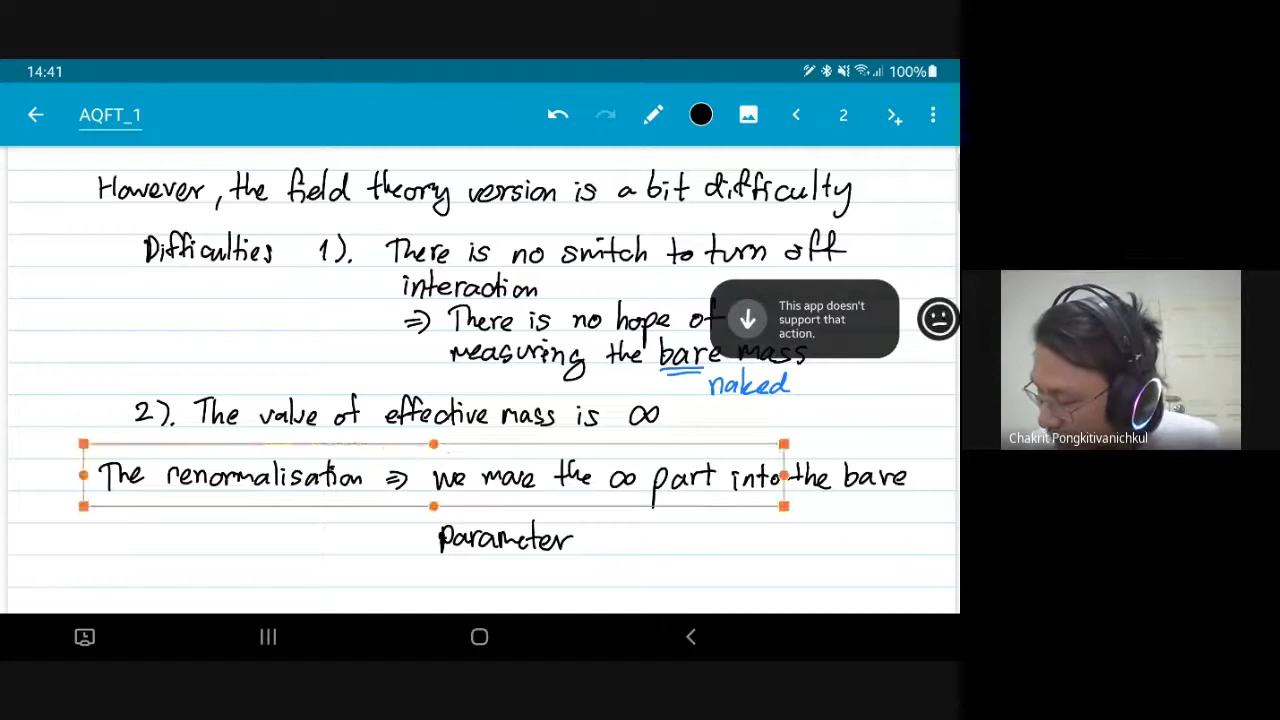 14:41
100%
AQFT_1
2
However, the field theory version is a bit difficulty
Difficulties 1). There is no switch to turn off
interaction
⇒ There is no hope of
measuring the bare mass
naked
This app doesn't
support that
action.
2). The value of effective mass is ∞
The renormalisation ⇒ we move the ∞ part into the bare
parameter
Chakrit Pongkitivanichkul